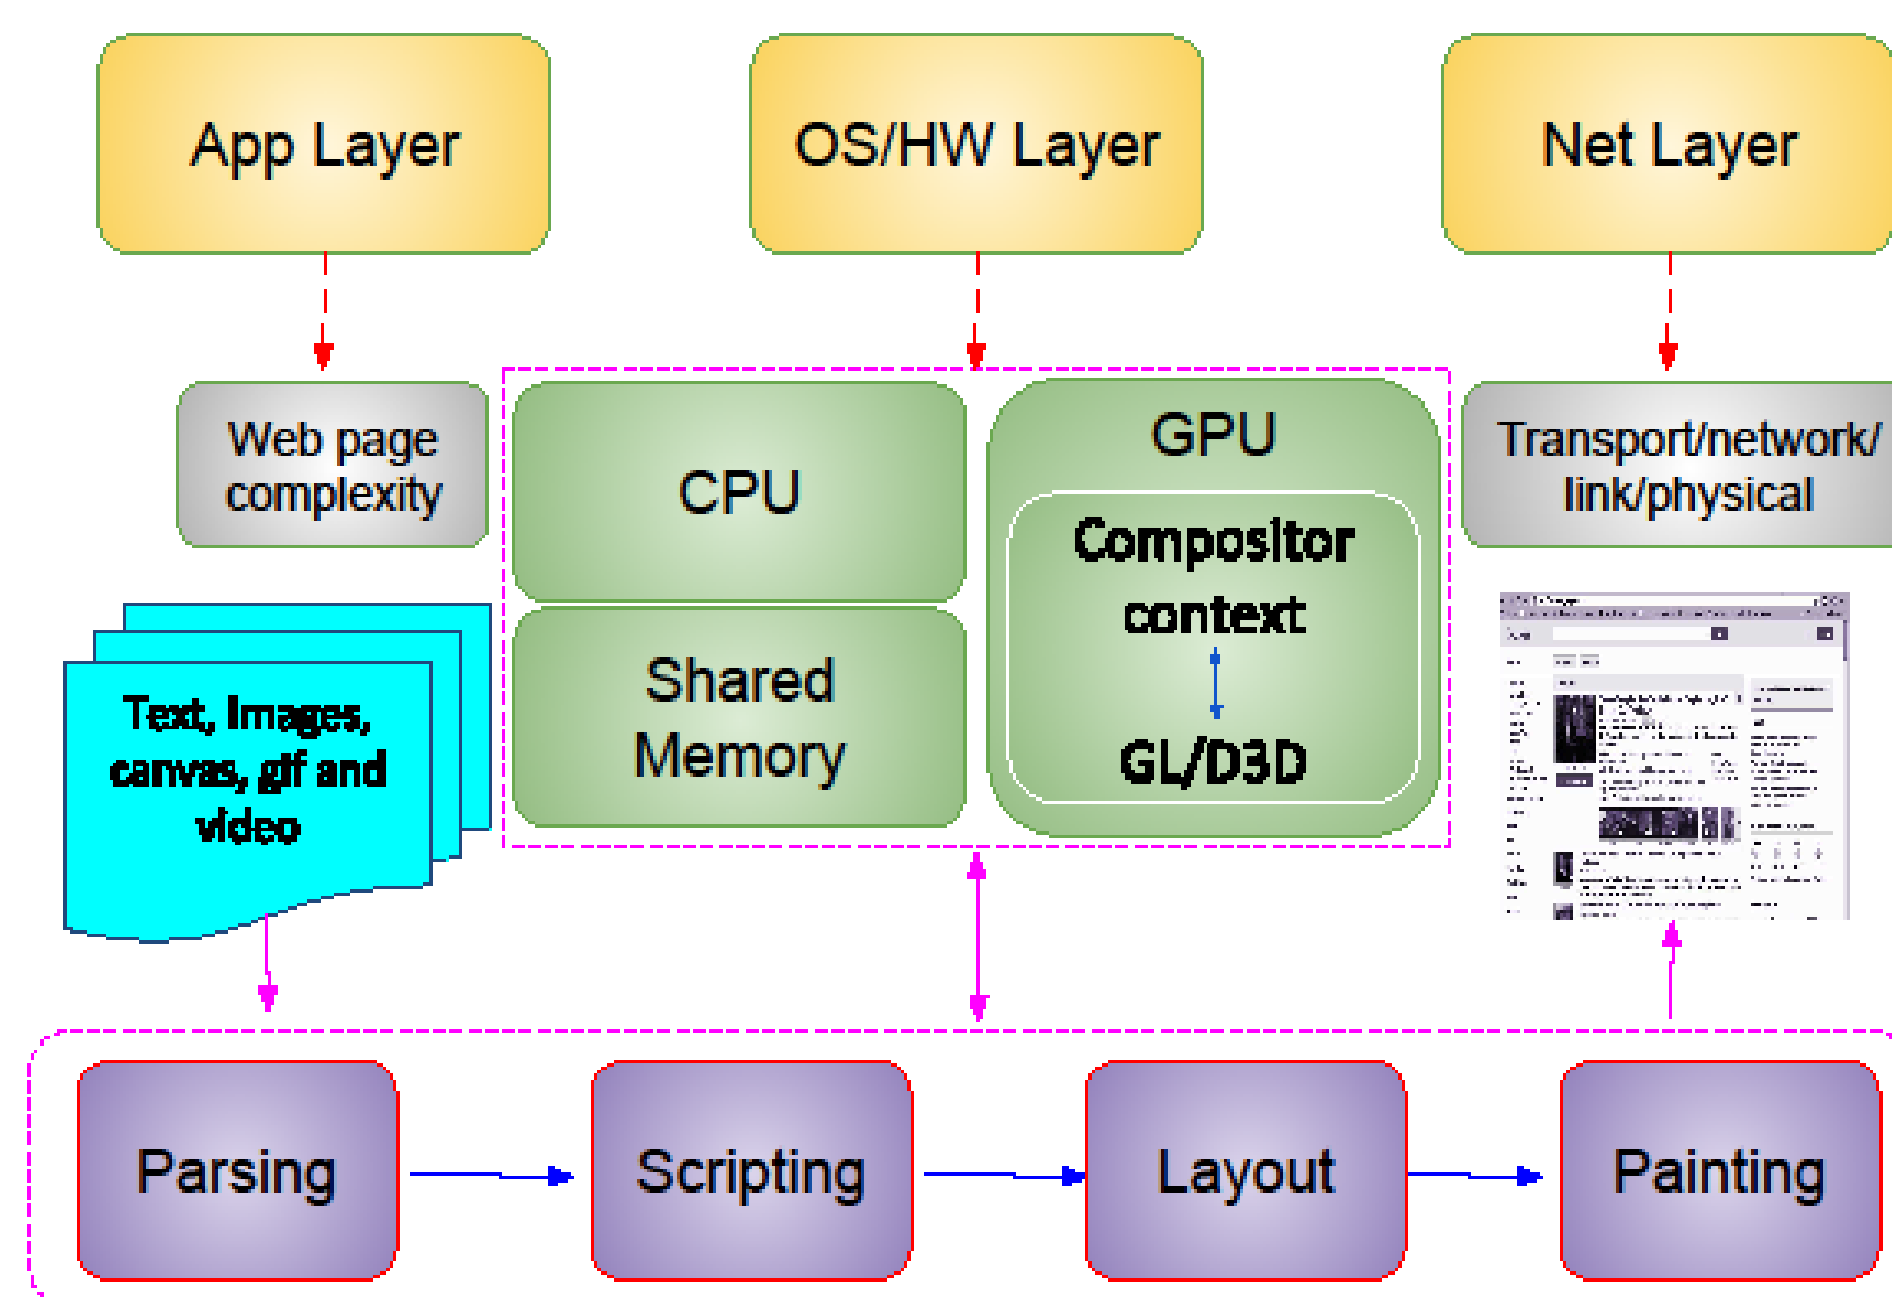 App Layer
OS/HW Layer
Net Layer
Web page
complexity
CPU
GPU
Compositor
context
GL/D3D
Transport/network/
link/physical
Text, Images,
canvas, gif and
video
Shared
Memory
Parsing
Scripting
Layout
Painting